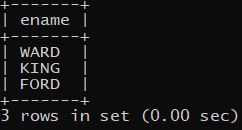 +-------+
| ename |
+-------+
| WARD  |
| KING  |
| FORD  |
+-------+
3 rows in set (0.00 sec)